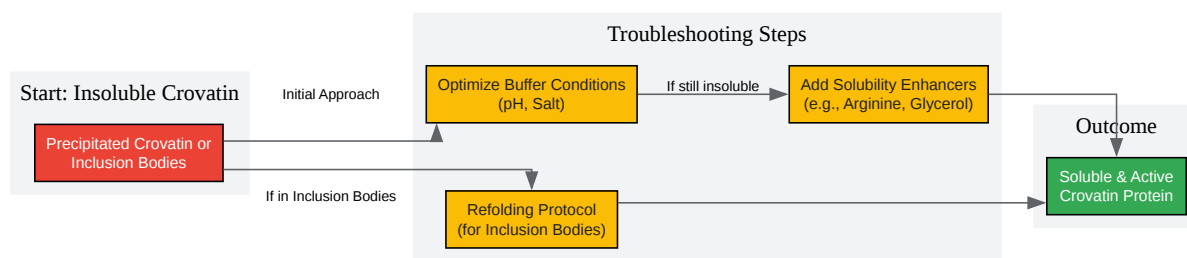 Troubleshooting Steps
Start: Insoluble Crovatin
Initial Approach
Optimize Buffer Conditions
(pH, Salt)
If still insoluble
Add Solubility Enhancers
(e.g., Arginine, Glycerol)
Outcome
Precipitated Crovatin or
Inclusion Bodies
Soluble & Active
Crovatin Protein
If in Inclusion Bodies
Refolding Protocol
(for Inclusion Bodies)